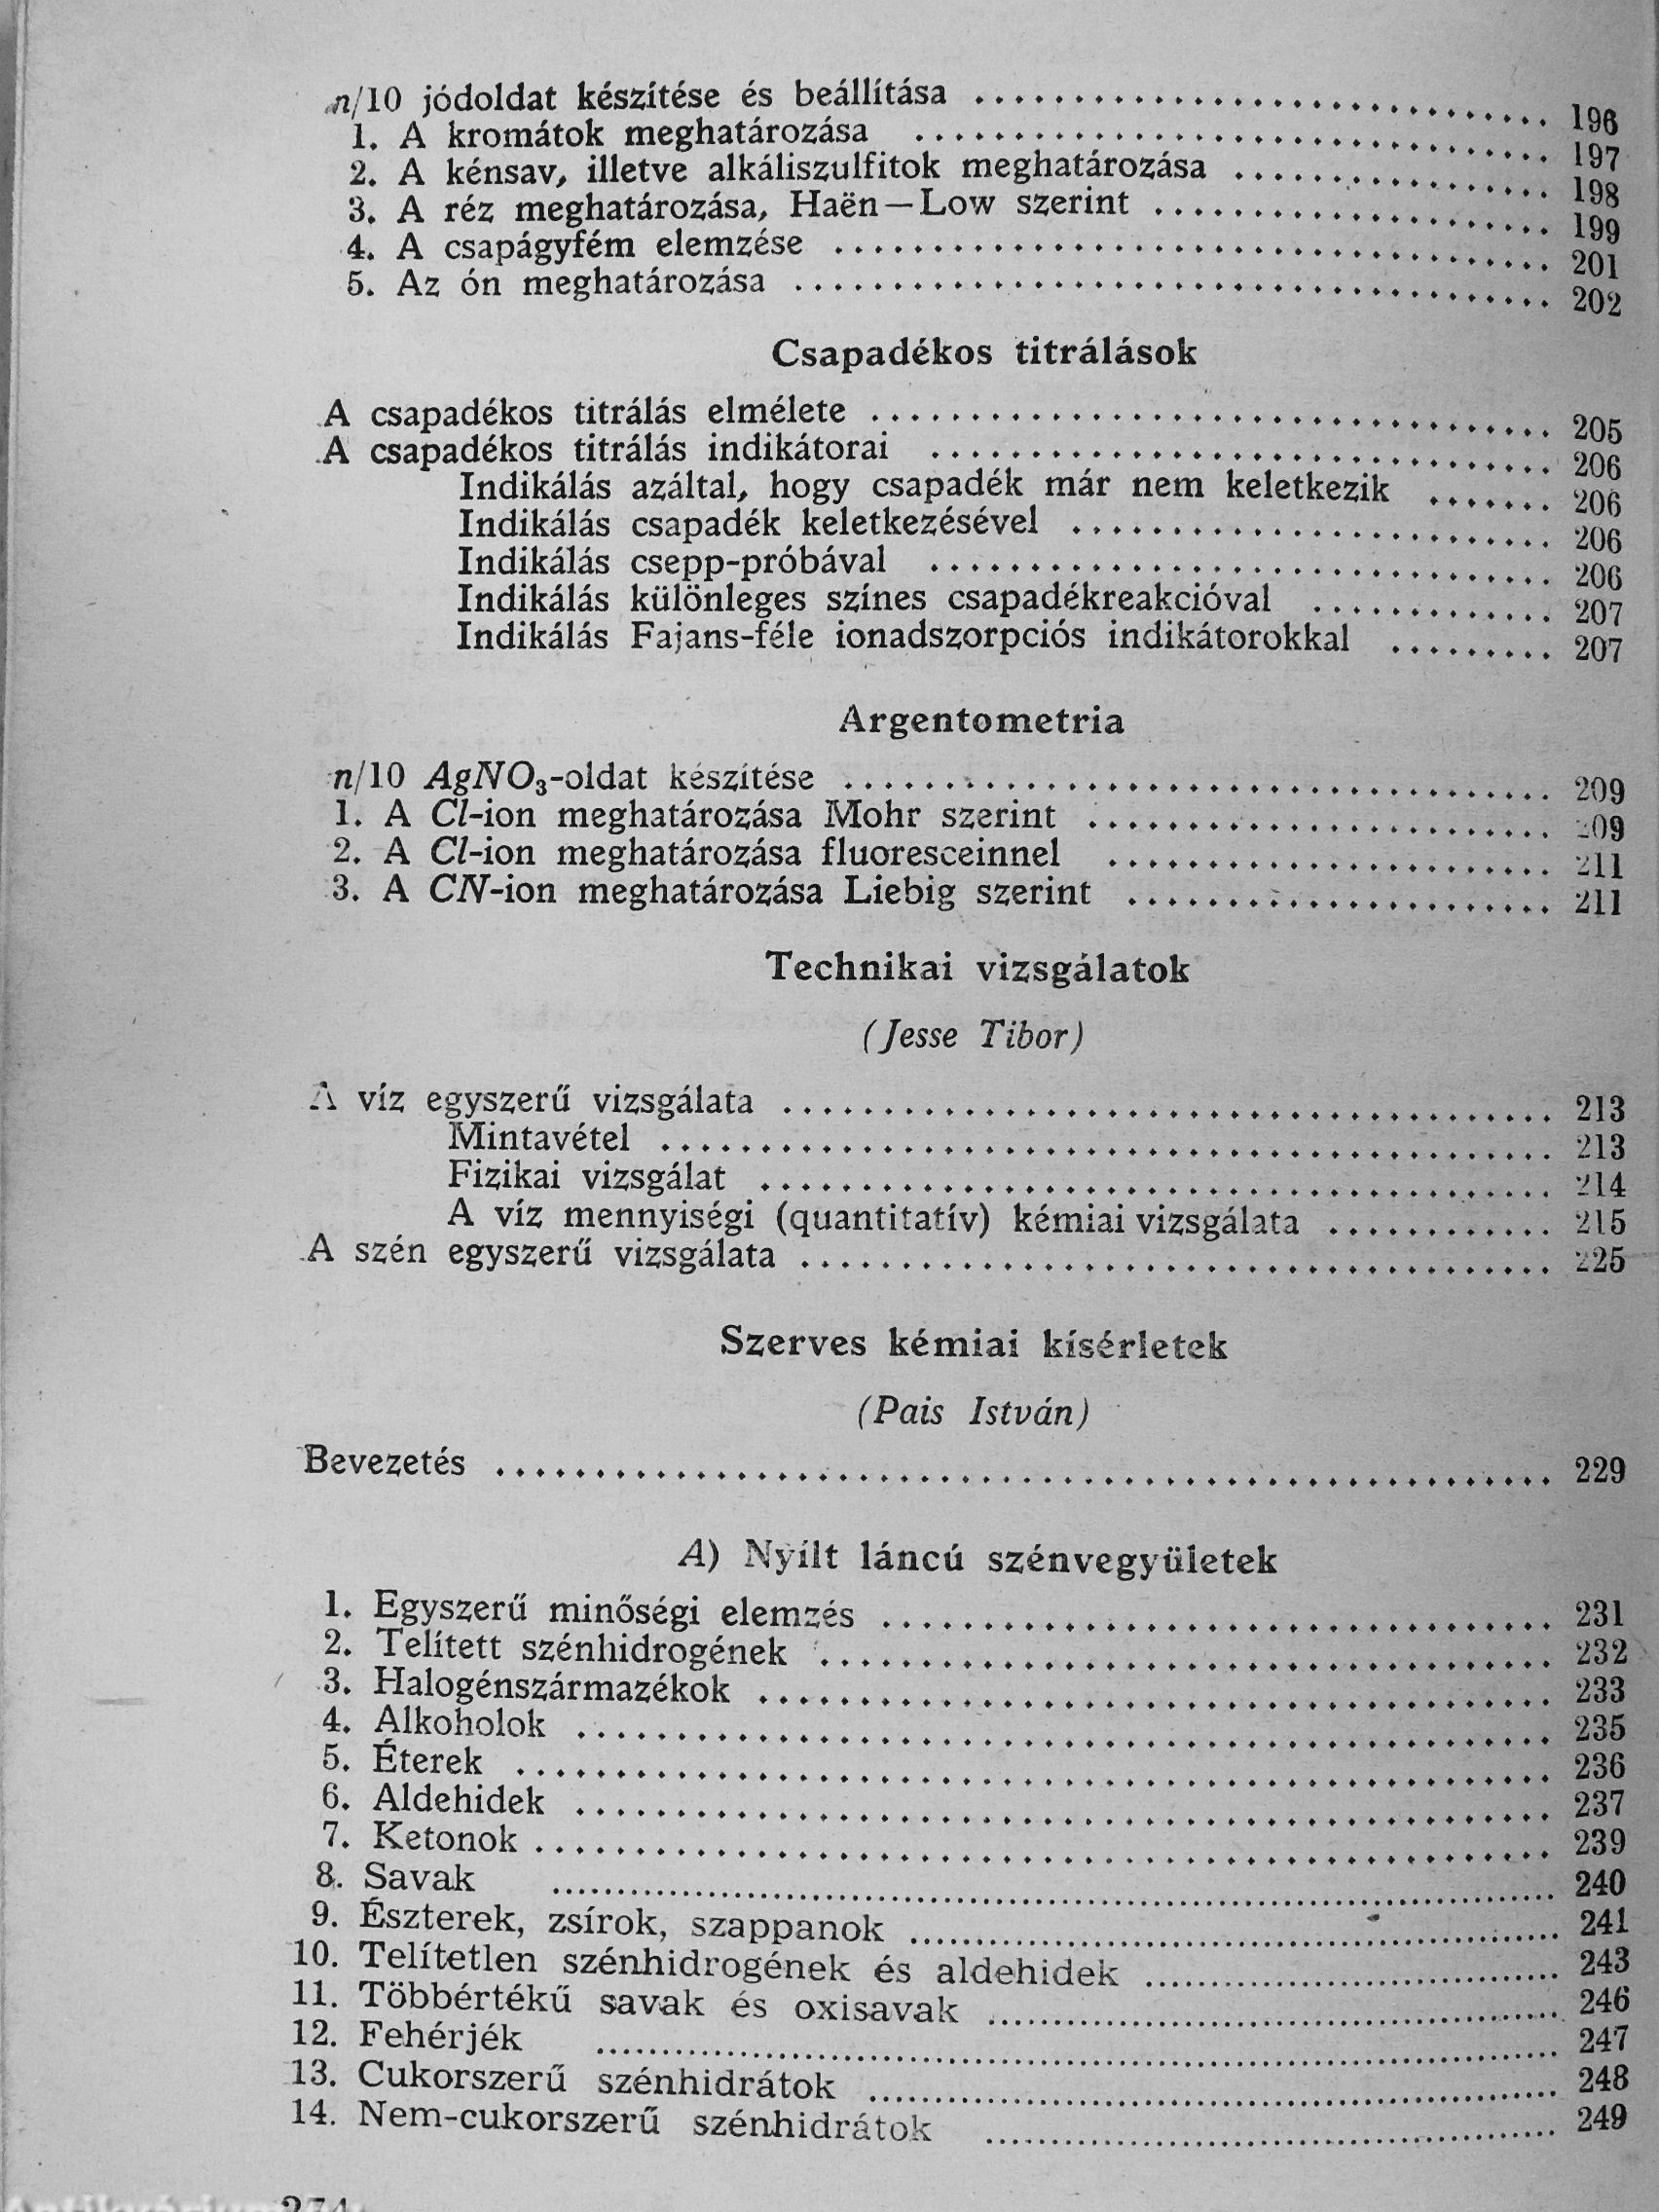 n/10 jódoldat készítése és beállítása ........ 196
1. A kromátok meghatározása ........ 197
2. A kénsav, illetve alkáliszulfitok meghatározása ........ 198
3. A réz meghatározása, Haën—Low szerint ........ 199
4. A csapágyfém elemzése ........ 201
5. Az ón meghatározása ........ 202
Csapadékos titrálások
A csapadékos titrálás elmélete ........ 205
A csapadékos titrálás indikátorai ........ 206
Indikálás azáltal, hogy csapadék már nem keletkezik ....... 206
Indikálás csapadék keletkezésével ........ 206
Indikálás csepp-próbával ........ 206
Indikálás különleges színes csapadékreakcióval ........ 207
Indikálás Fajans-féle ionadszorpciós indikátorokkal ........ 207
Argentometria
n/10 AgNO₃-oldat készítése ........ 209
1. A Cl-ion meghatározása Mohr szerint ........ 209
2. A Cl-ion meghatározása fluoresceinnel ........ 211
3. A CN-ion meghatározása Liebig szerint ........ 211
Technikai vizsgálatok
(Jesse Tibor)
A víz egyszerű vizsgálata ........ 213
Mintavétel ........ 213
Fizikai vizsgálat ........ 214
A víz mennyiségi (quantitatív) kémiai vizsgálata ........ 215
A szén egyszerű vizsgálata ........ 225
Szerves kémiai kísérletek
(Pais István)
Bevezetés ........ 229
A) Nyílt láncú szénvegyületek
1. Egyszerű minőségi elemzés ........ 231
2. Telített szénhidrogének ........ 232
3. Halogénszármazékok ........ 233
4. Alkoholok ........ 235
5. Éterek ........ 236
6. Aldehidek ........ 237
7. Ketonok ........ 239
8. Savak ........ 240
9. Észterek, zsírok, szappanok ........ 241
10. Telítetlen szénhidrogének és aldehidek ........ 243
11. Többértékű savak és oxisavak ........ 246
12. Fehérjék ........ 247
13. Cukorszerű szénhidrátok ........ 248
14. Nem-cukorszerű szénhidrátok ........ 249